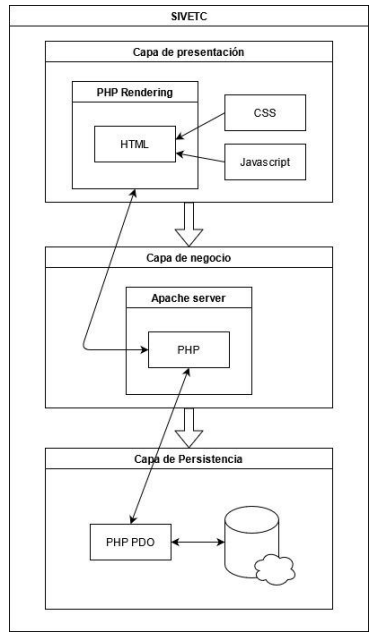 SIVETC
Capa de presentación
PHP Rendering
HTML
CSS
Javascript
Capa de negocio
Apache server
PHP
Capa de Persistencia
PHP PDO